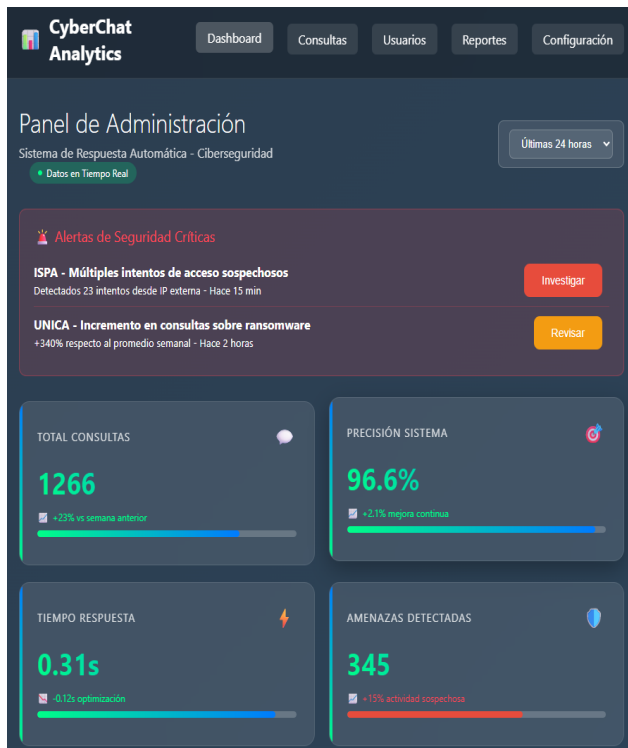 CyberChat
Analytics
Dashboard
Consultas
Usuarios
Reportes
Configuración
Panel de Administración
Sistema de Respuesta Automática - Ciberseguridad
Datos en Tiempo Real
Últimas 24 horas
Alertas de Seguridad Críticas
ISPA - Múltiples intentos de acceso sospechosos
Detectados 23 intentos desde IP externa - Hace 15 min
Investigar
UNICA - Incremento en consultas sobre ransomware
+340% respecto al promedio semanal - Hace 2 horas
Revisar
TOTAL CONSULTAS
1266
+23% vs semana anterior
PRECISIÓN SISTEMA
96.6%
+2.1% mejora continua
TIEMPO RESPUESTA
0.31s
-0.12s optimización
AMENAZAS DETECTADAS
345
+15% actividad sospechosa